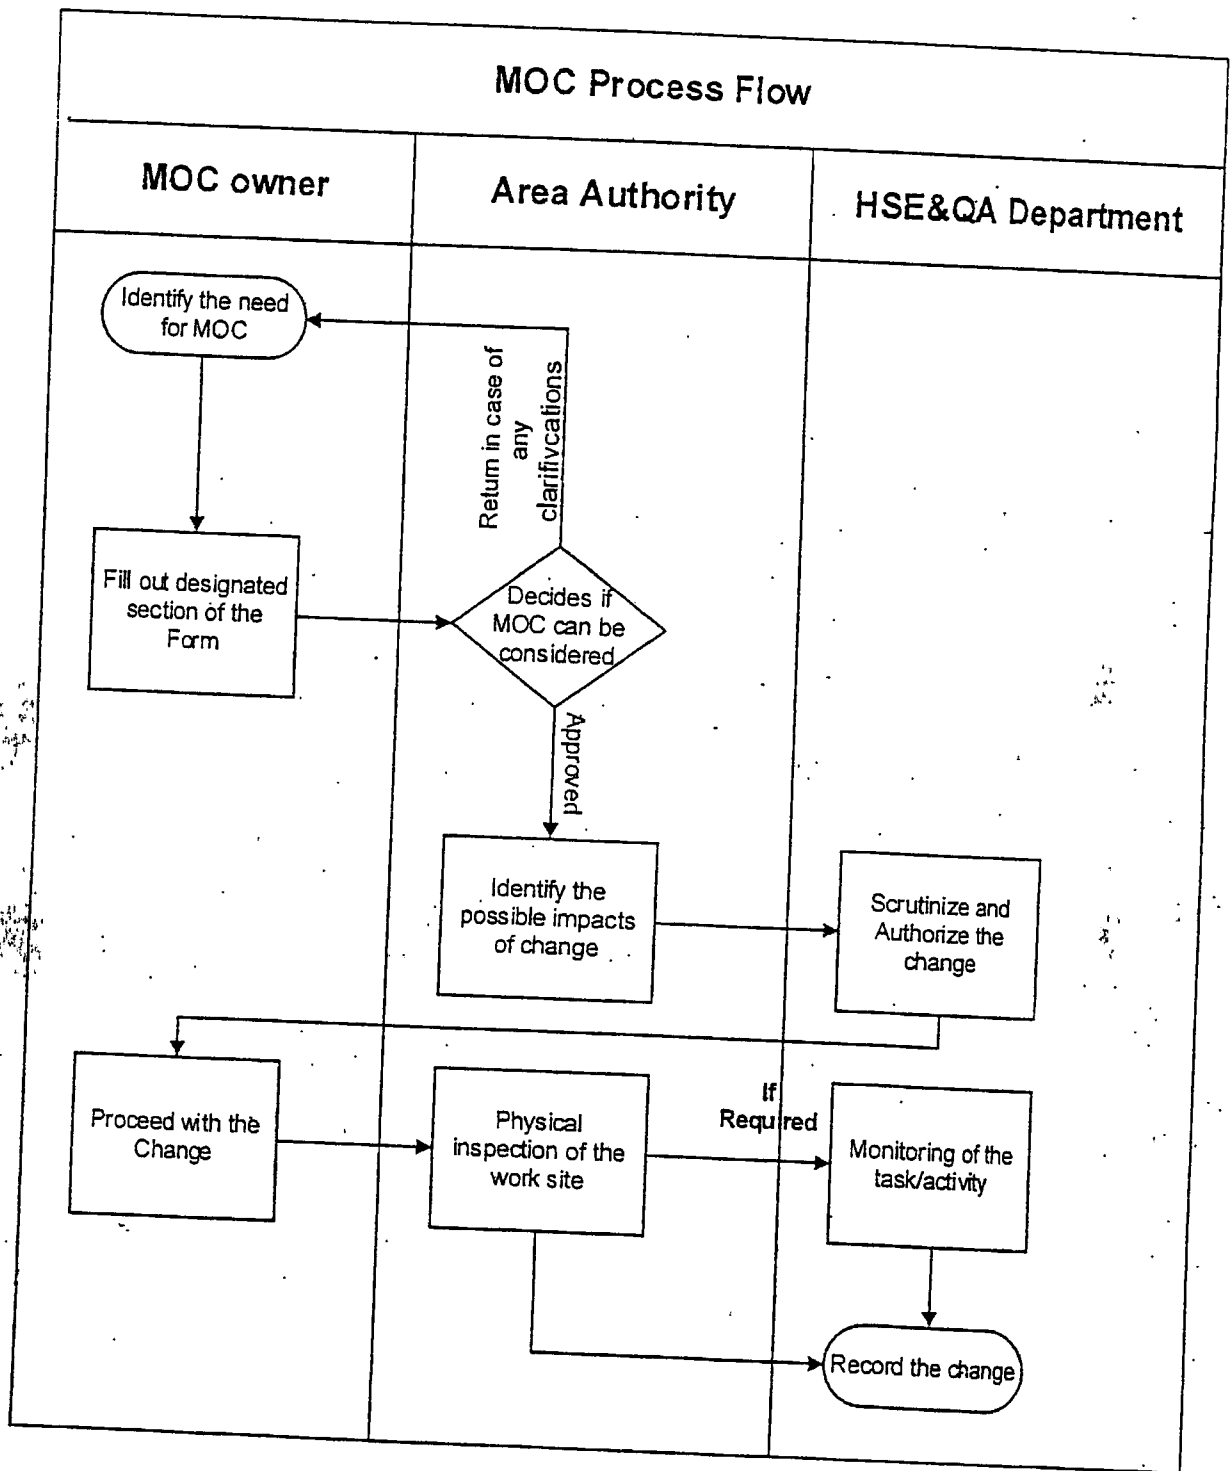 MOC Process Flow
MOC owner
Area Authority
HSE&QA Department
Identify the need
for MOC
Return in case of
any
clarifivcations
Fill out designated
section of the
Form
Decides if
MOC can be
considered
Approved
Identify the
possible impacts
of change
Scrutinize and
Authorize the
change
Proceed with the
Change
Physical
inspection of the
work site
If
Required
Monitoring of the
task/activity
Record the change